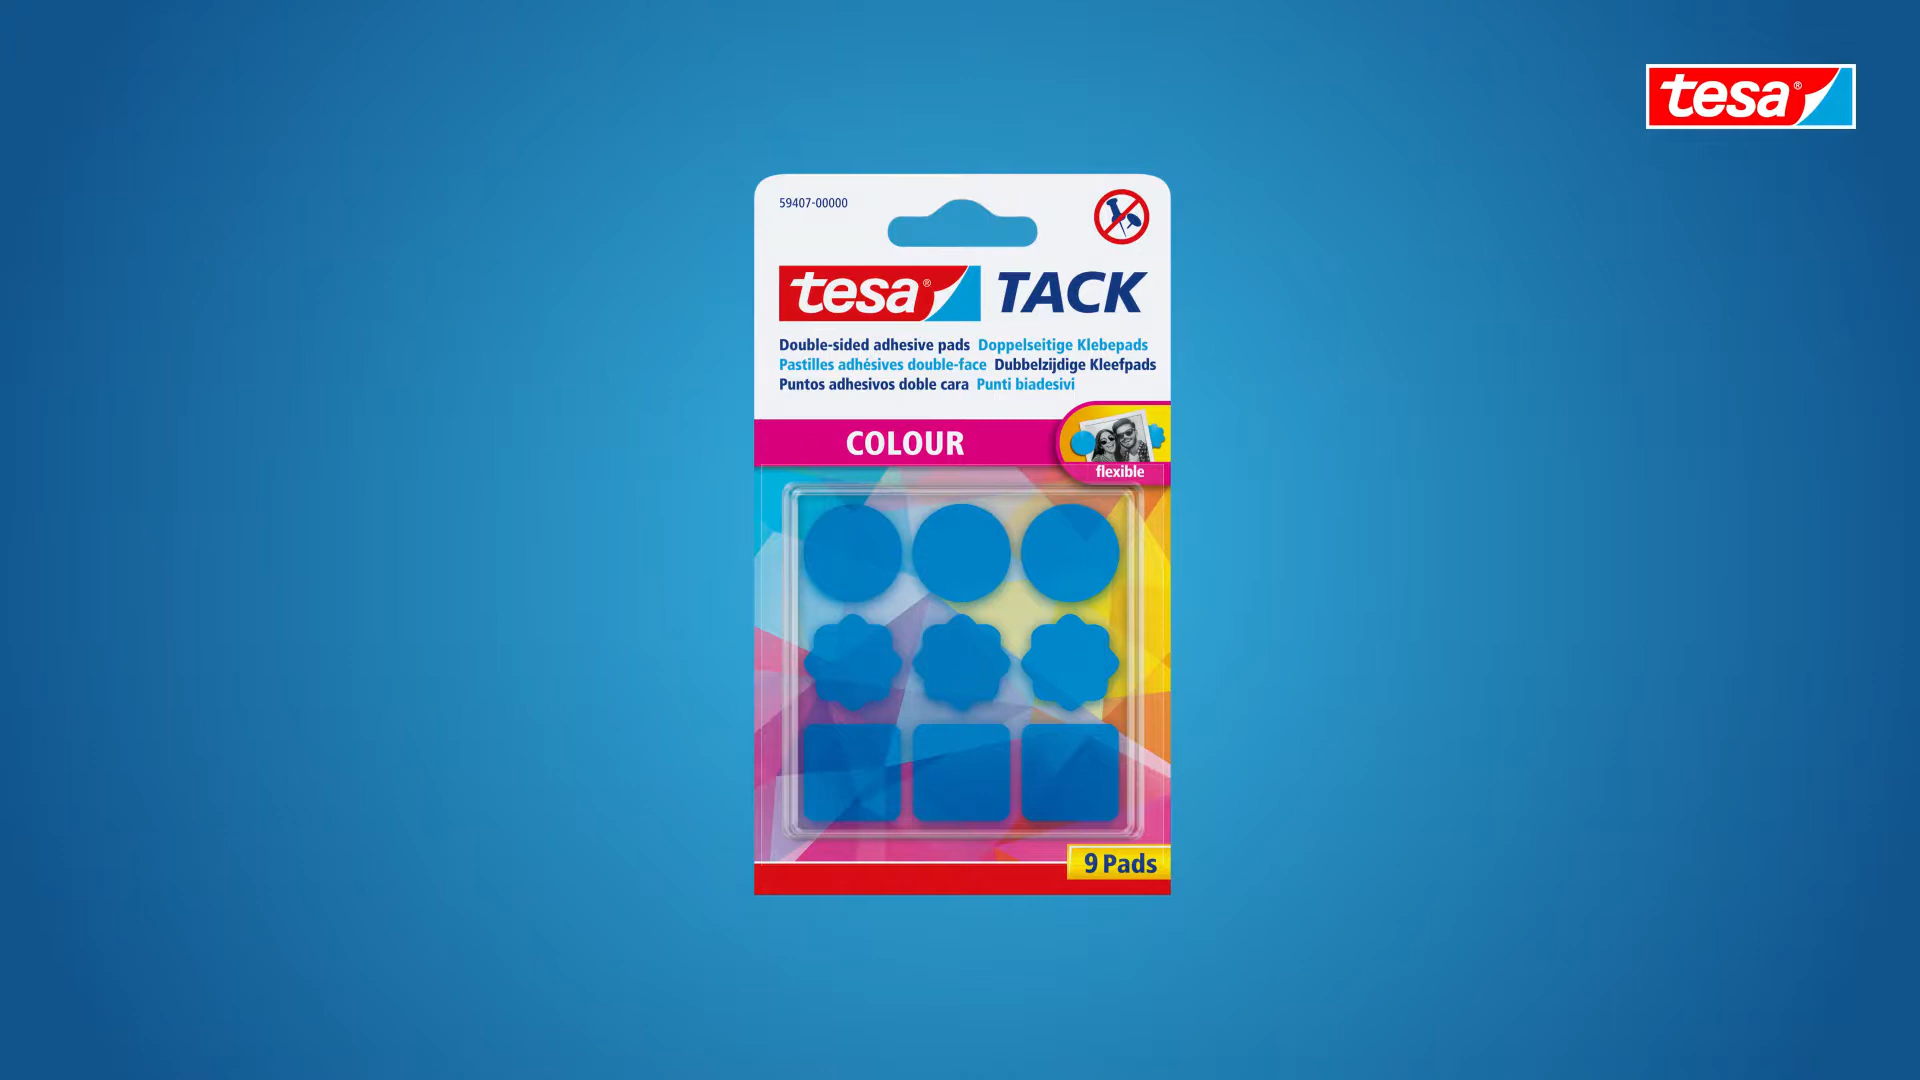 tesa®
59407-00000
tesa® TACK
Double-sided adhesive pads Doppelseitige Klebepads
Pastilles adhésives double-face Dubbelzijdige Kleefpads
Puntos adhesivos doble cara Punti biadesivi
COLOUR
flexible
9 Pads